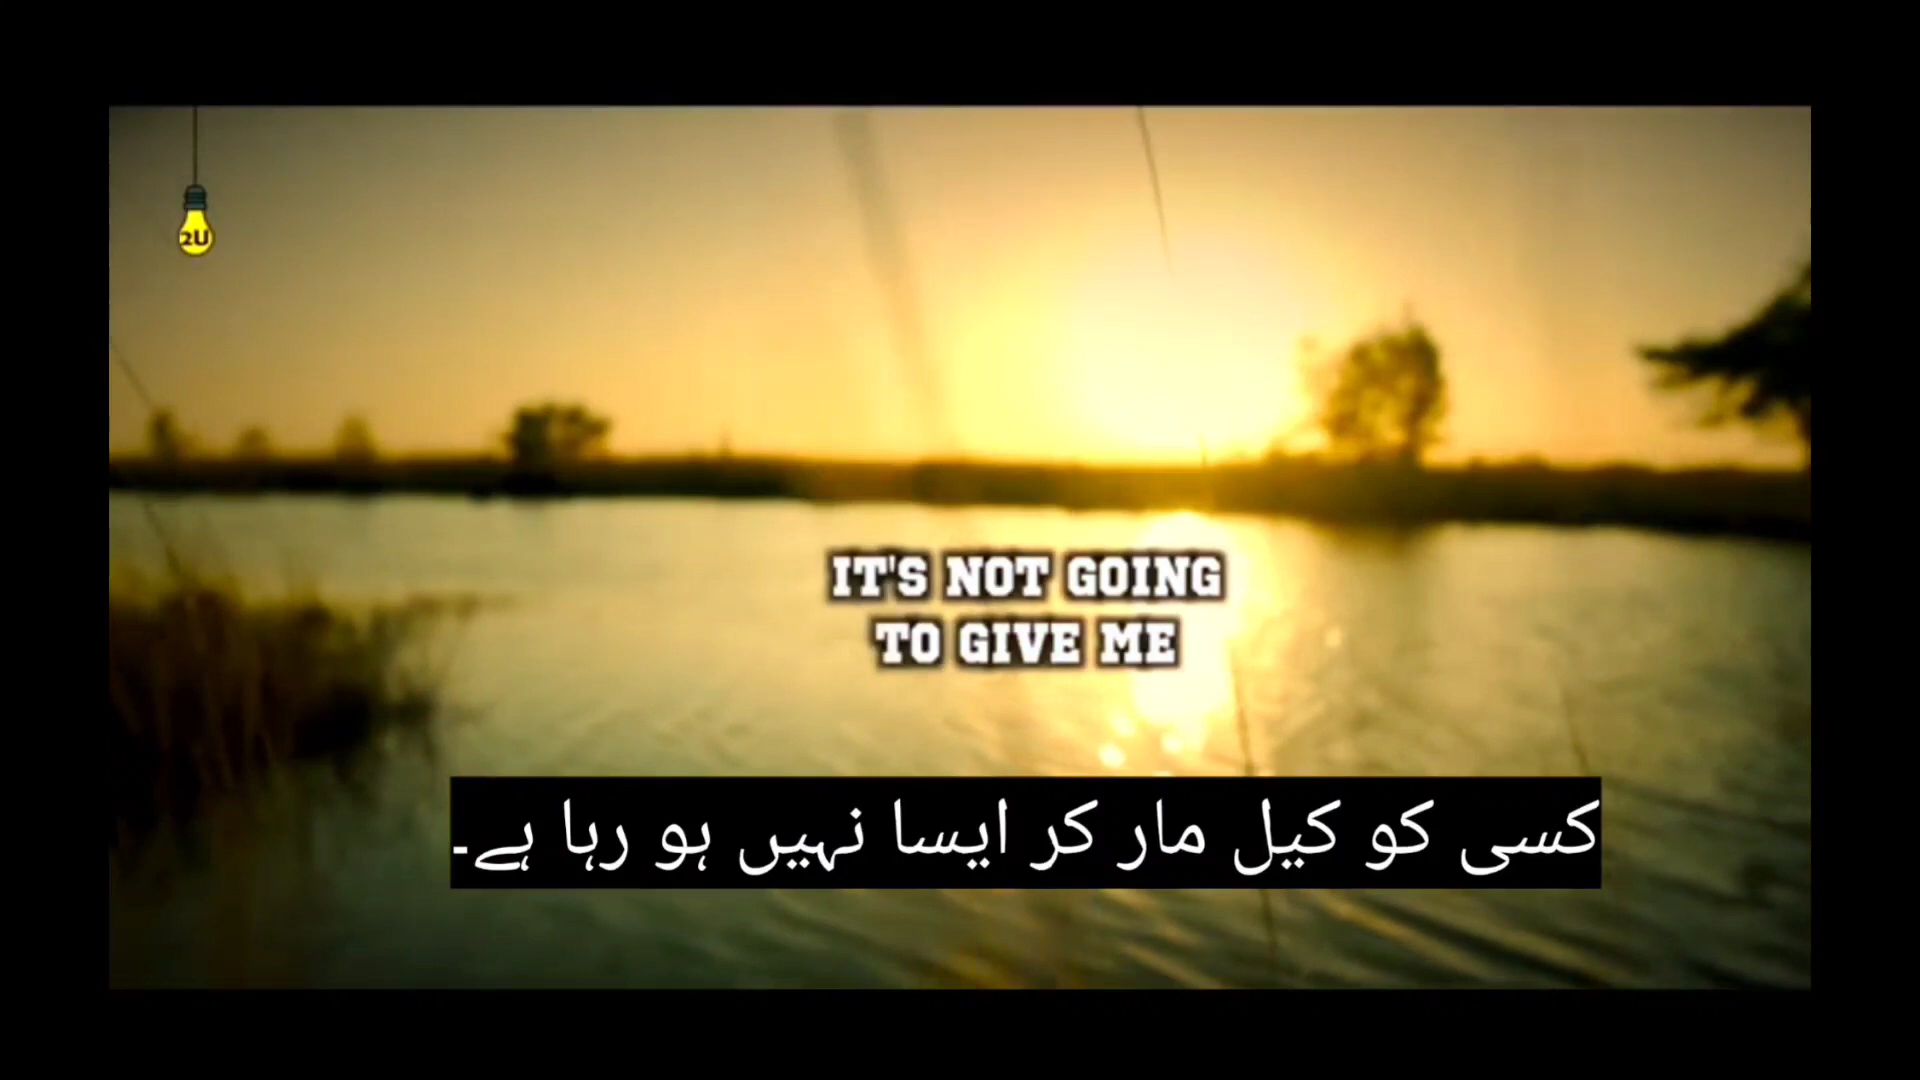 2U
IT'S NOT GOING
TO GIVE ME
کسی کو کیل مار کر ایسا نہیں ہو رہا ہے۔